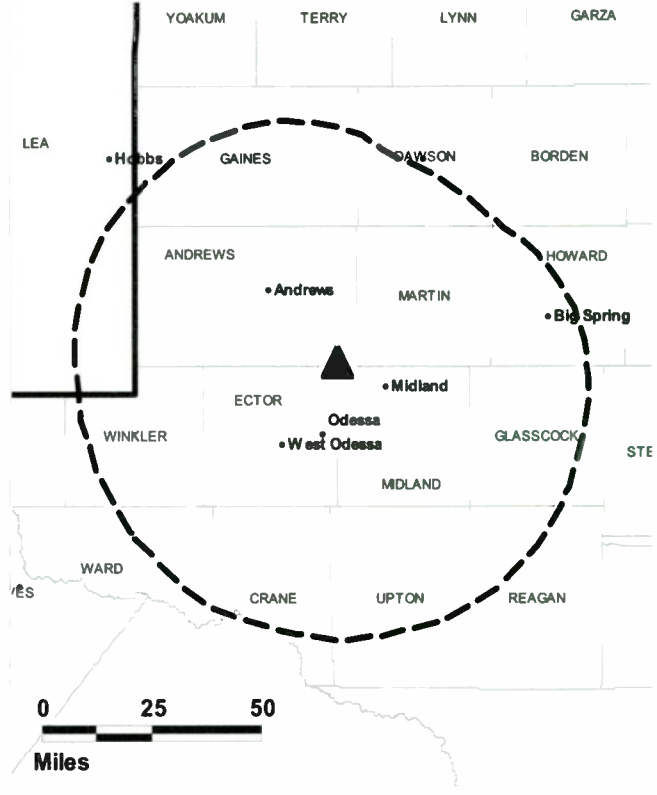 YOAKUM TERRY LYNN GARZA
LEA
Hobbs GAINES DAWSON BORDEN
ANDREWS HOWARD
Andrews MARTIN
Big Spring
Midland
ECTOR
Odessa
WINKLER West Odessa GLASSCOCK STE
MIDLAND
WARD
VES CRANE UPTON REAGAN
0 25 50
Miles